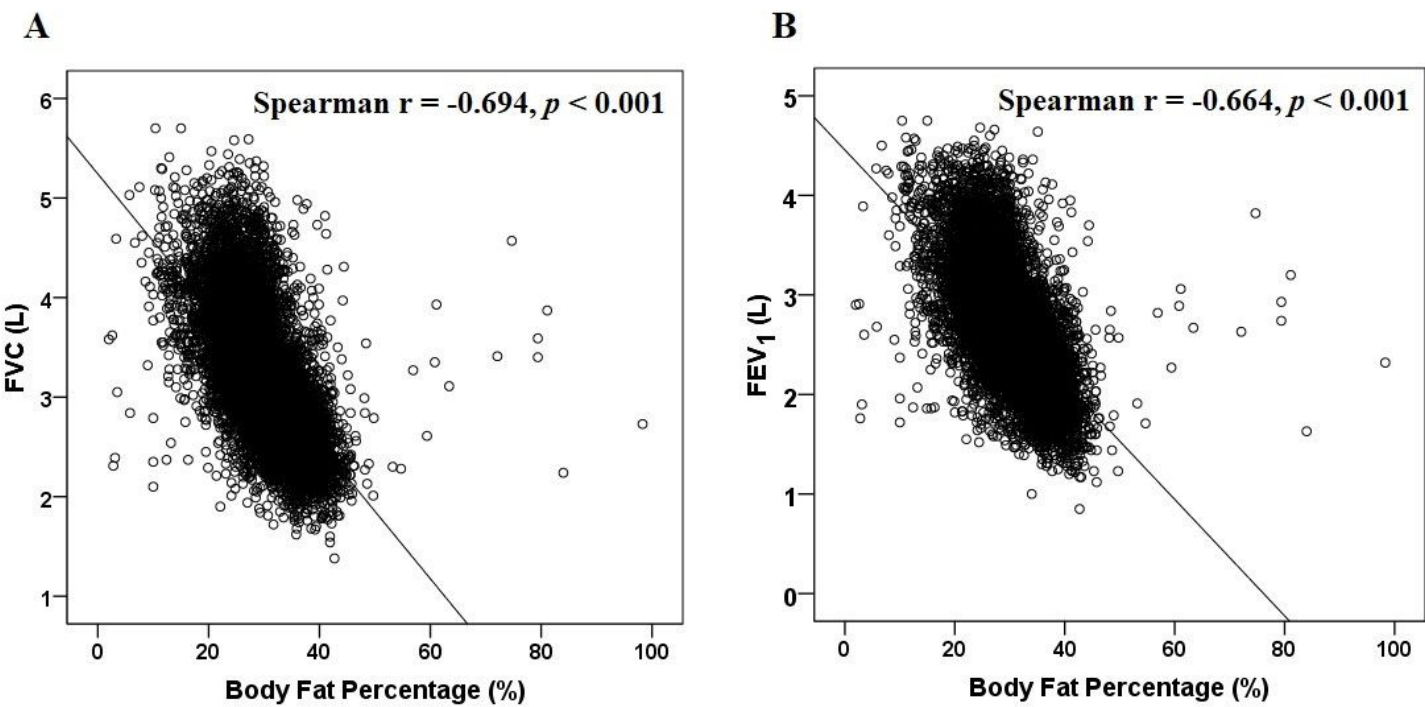 A
Spearman r = -0.694, p < 0.001
6
5
4
3
2
1
FVC (L)
0 20 40 60 80 100
Body Fat Percentage (%)
B
Spearman r = -0.664, p < 0.001
5
4
3
2
1
0
FEV₁ (L)
0 20 40 60 80 100
Body Fat Percentage (%)